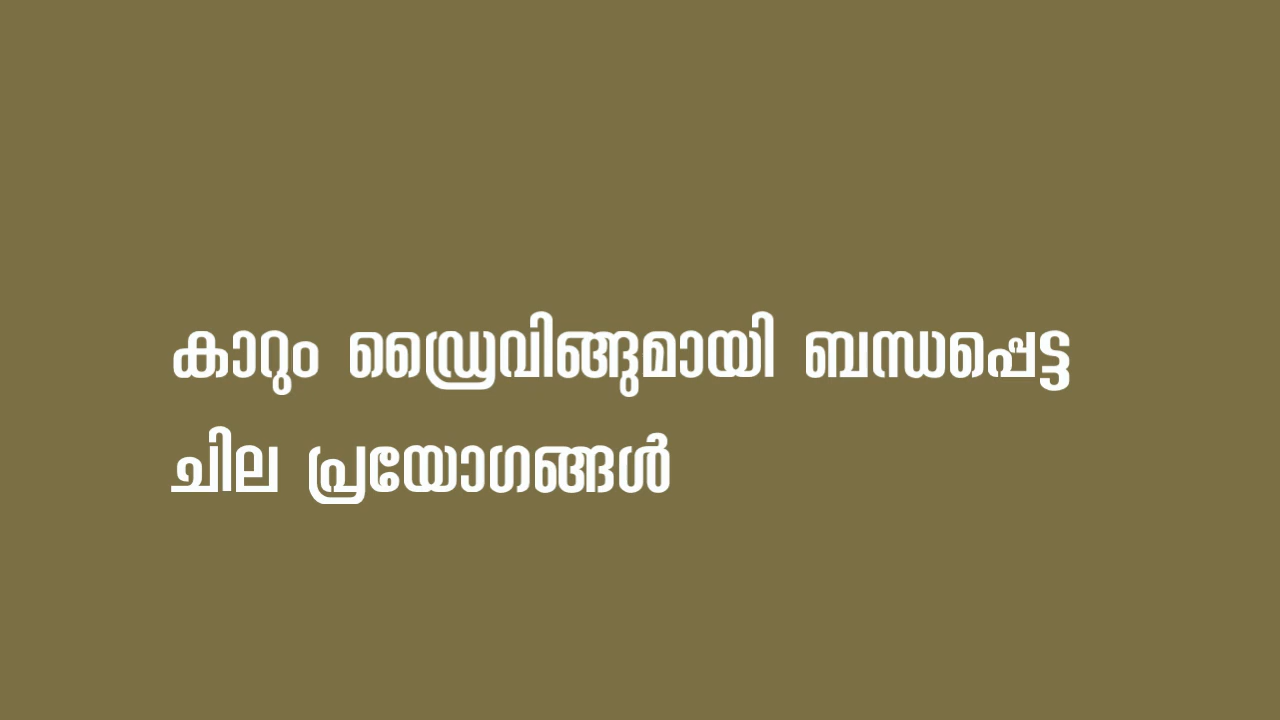 കാറും ഡ്രൈവിങ്ങുമായി ബന്ധപ്പെട്ട
ചില പ്രയോഗങ്ങൾ